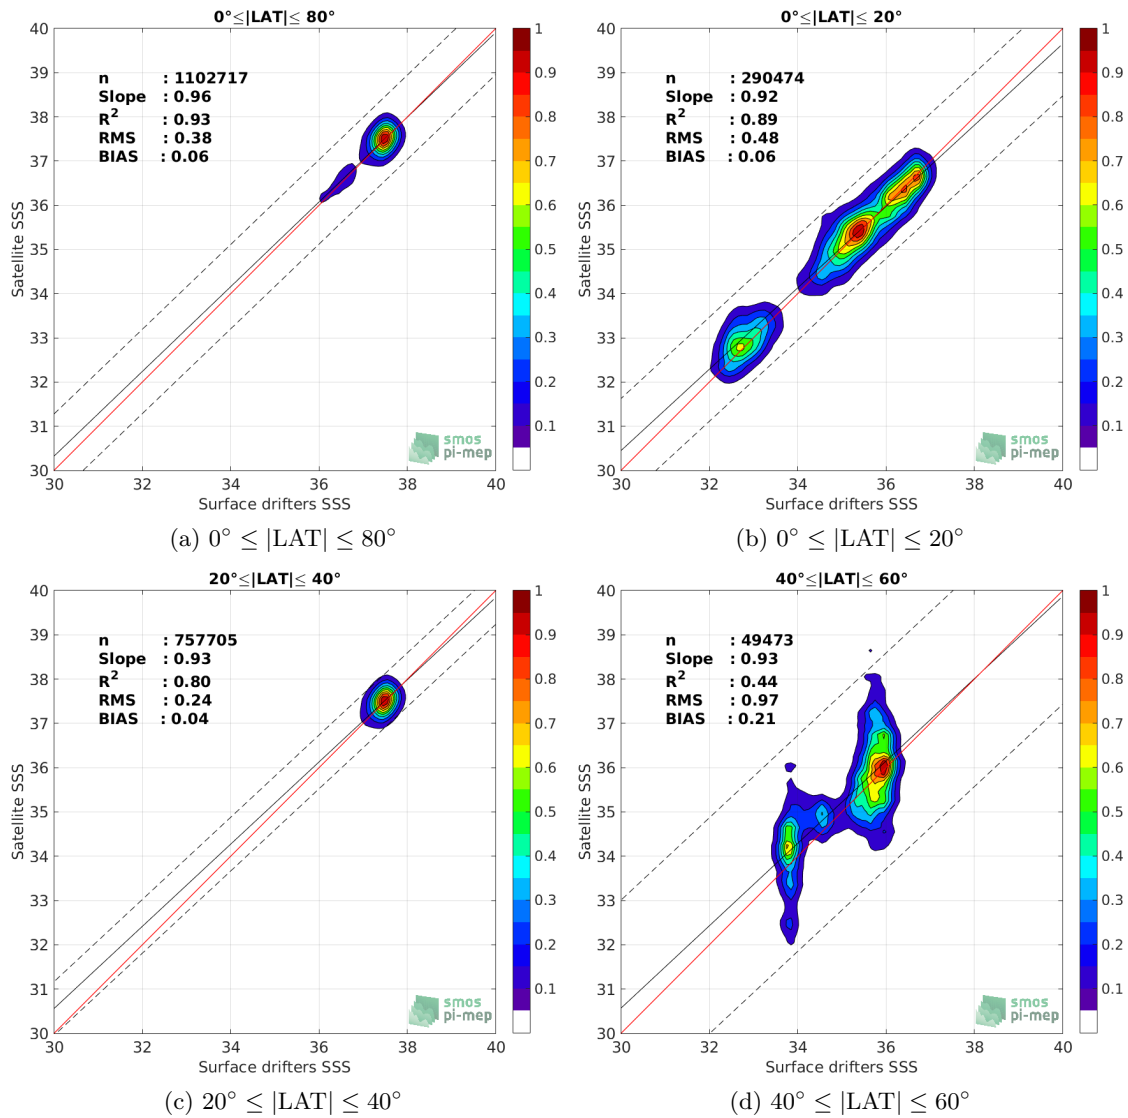 0°≤|LAT|≤ 80°
40
39
38
37
36
35
34
33
32
31
30
Satellite SSS
n : 1102717
Slope : 0.96
R² : 0.93
RMS : 0.38
BIAS : 0.06
smos
pi-mep
30 32 34 36 38 40
Surface drifters SSS
1
0.9
0.8
0.7
0.6
0.5
0.4
0.3
0.2
0.1
(a) 0° ≤ |LAT| ≤ 80°
0°≤|LAT|≤ 20°
40
39
38
37
36
35
34
33
32
31
30
Satellite SSS
n : 290474
Slope : 0.92
R² : 0.89
RMS : 0.48
BIAS : 0.06
smos
pi-mep
30 32 34 36 38 40
Surface drifters SSS
1
0.9
0.8
0.7
0.6
0.5
0.4
0.3
0.2
0.1
(b) 0° ≤ |LAT| ≤ 20°
20°≤|LAT|≤ 40°
40
39
38
37
36
35
34
33
32
31
30
Satellite SSS
n : 757705
Slope : 0.93
R² : 0.80
RMS : 0.24
BIAS : 0.04
smos
pi-mep
30 32 34 36 38 40
Surface drifters SSS
1
0.9
0.8
0.7
0.6
0.5
0.4
0.3
0.2
0.1
(c) 20° ≤ |LAT| ≤ 40°
40°≤|LAT|≤ 60°
40
39
38
37
36
35
34
33
32
31
30
Satellite SSS
n : 49473
Slope : 0.93
R² : 0.44
RMS : 0.97
BIAS : 0.21
smos
pi-mep
30 32 34 36 38 40
Surface drifters SSS
1
0.9
0.8
0.7
0.6
0.5
0.4
0.3
0.2
0.1
(d) 40° ≤ |LAT| ≤ 60°